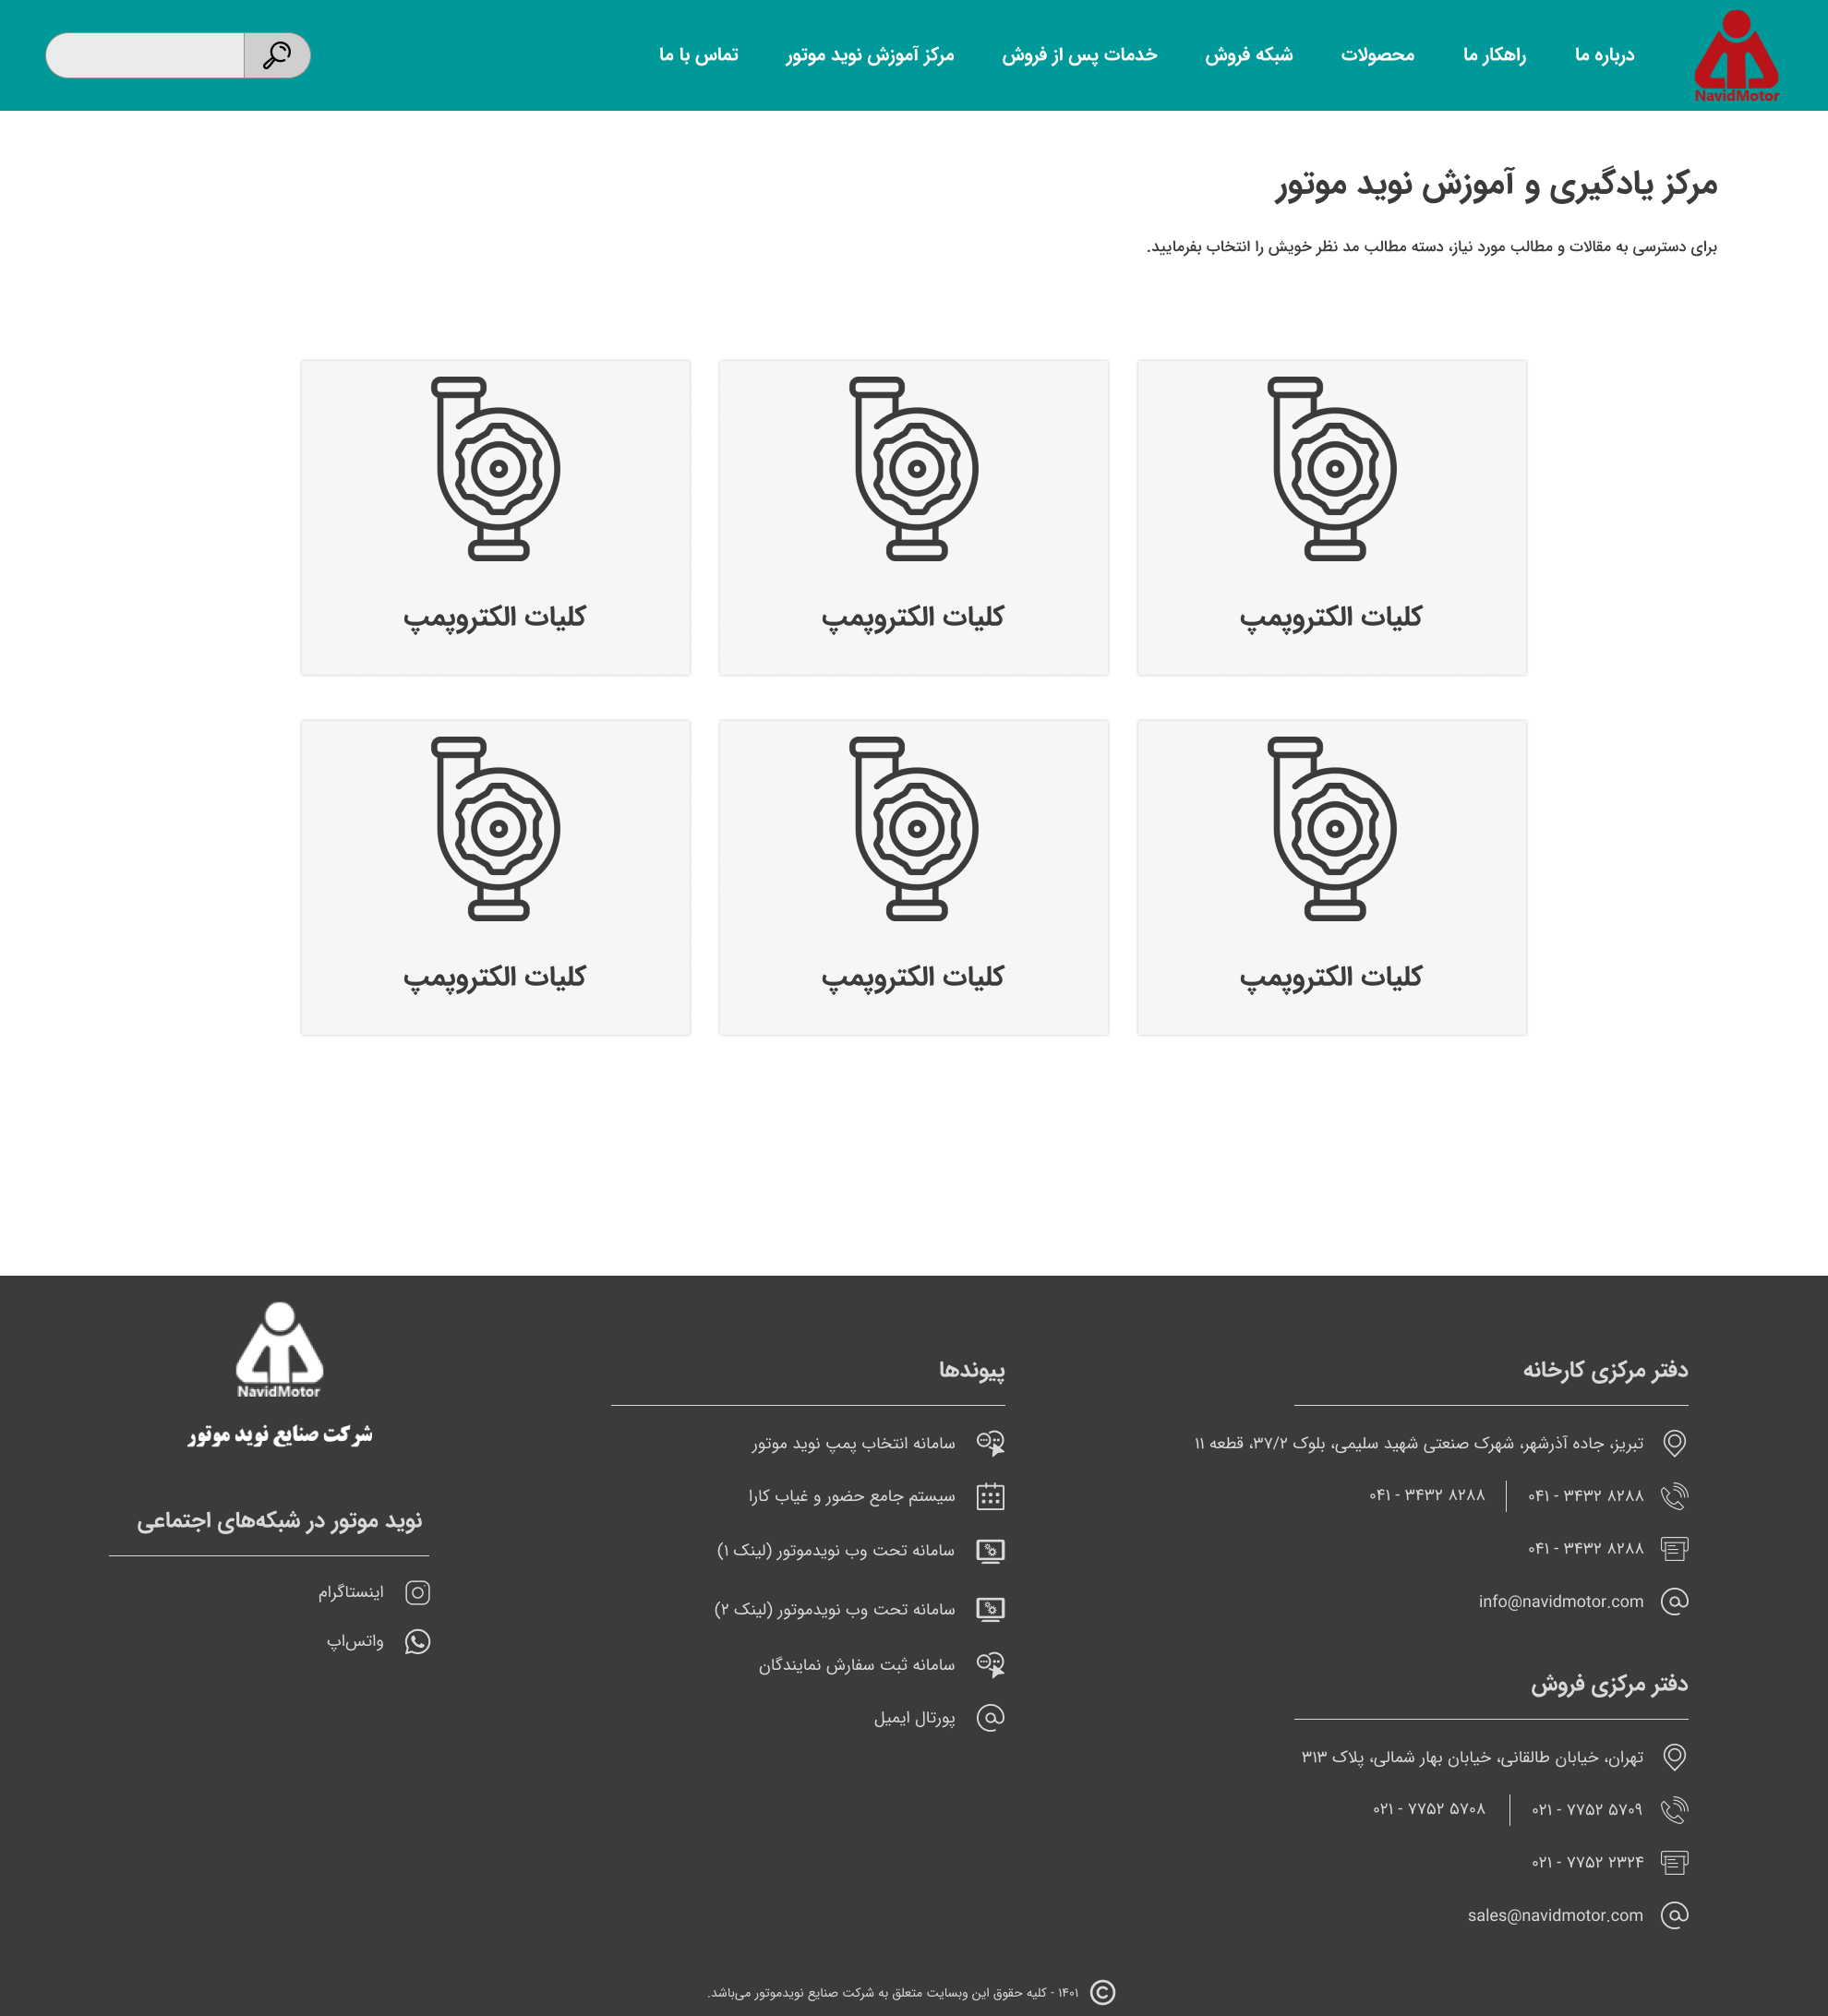 NavidMotor
درباره ما
راهکار ما
محصولات
شبکه فروش
خدمات پس از فروش
مرکز آموزش نوید موتور
تماس با ما
مرکز یادگیری و آموزش نوید موتور
برای دسترسی به مقالات و مطالب مورد نیاز، دسته مطالب مد نظر خویش را انتخاب بفرمایید.
کلیات الکتروپمپ
کلیات الکتروپمپ
کلیات الکتروپمپ
کلیات الکتروپمپ
کلیات الکتروپمپ
کلیات الکتروپمپ
دفتر مرکزی کارخانه
تبریز، جاده آذرشهر، شهرک صنعتی شهید سلیمی، بلوک ۳۷/۲، قطعه ۱۱
۰۴۱ - ۳۴۳۲ ۸۲۸۸
۰۴۱ - ۳۴۳۲ ۸۲۸۸
۰۴۱ - ۳۴۳۲ ۸۲۸۸
info@navidmotor.com
دفتر مرکزی فروش
تهران، خیابان طالقانی، خیابان بهار شمالی، پلاک ۳۱۳
۰۲۱ - ۷۷۵۲ ۵۷۰۹
۰۲۱ - ۷۷۵۲ ۵۷۰۸
۰۲۱ - ۷۷۵۲ ۲۳۲۴
sales@navidmotor.com
پیوندها
سامانه انتخاب پمپ نوید موتور
سیستم جامع حضور و غیاب کارا
سامانه تحت وب نویدموتور (لینک ۱)
سامانه تحت وب نویدموتور (لینک ۲)
سامانه ثبت سفارش نمایندگان
پورتال ایمیل
NavidMotor
شرکت صنایع نوید موتور
نوید موتور در شبکه‌های اجتماعی
اینستاگرام
واتس‌اپ
© ۱۴۰۱ - کلیه حقوق این وبسایت متعلق به شرکت صنایع نویدموتور می‌باشد.